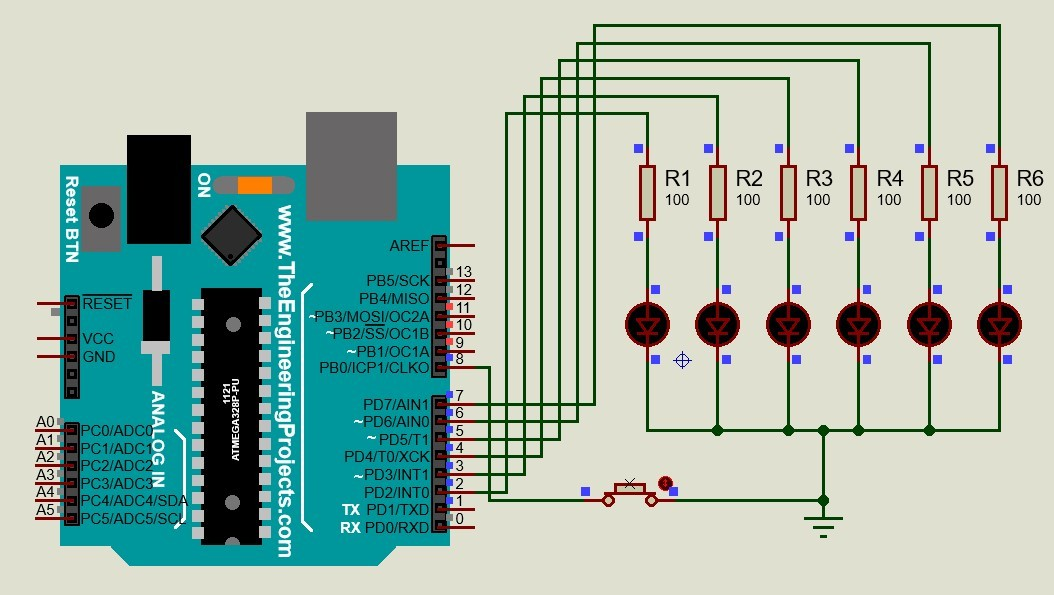 Reset BTN
ON
www.TheEngineeringProjects.com
RESET
VCC
GND
ANALOG IN
1121
ATMEGA328P-PU
A0
A1
A2
A3
A4
A5
PC0/ADC0
PC1/ADC1
PC2/ADC2
PC3/ADC3
PC4/ADC4/SDA
PC5/ADC5/SCL
AREF
PB5/SCK 13
PB4/MISO 12
~PB3/MOSI/OC2A 11
~PB2/SS/OC1B 10
~PB1/OC1A 9
PB0/ICP1/CLKO 8
PD7/AIN1 7
~PD6/AIN0 6
~PD5/T1 5
PD4/T0/XCK 4
~PD3/INT1 3
PD2/INT0 2
TX PD1/TXD 1
RX PD0/RXD 0
R1
100
R2
100
R3
100
R4
100
R5
100
R6
100